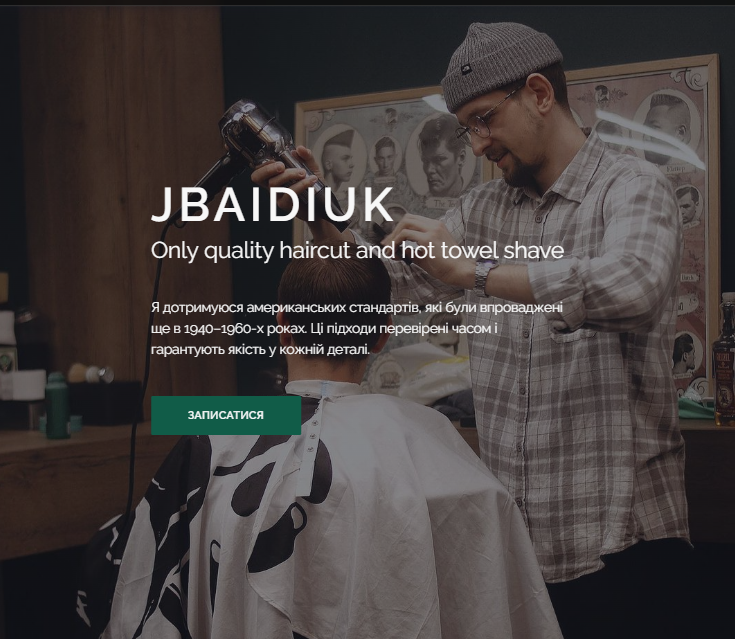 JBAIDIUK
Only quality haircut and hot towel shave
Я дотримуюся американських стандартів, які були впроваджені
ще в 1940–1960-х роках. Ці підходи перевірені часом і
гарантують якість у кожній деталі.
ЗАПИСАТИСЯ